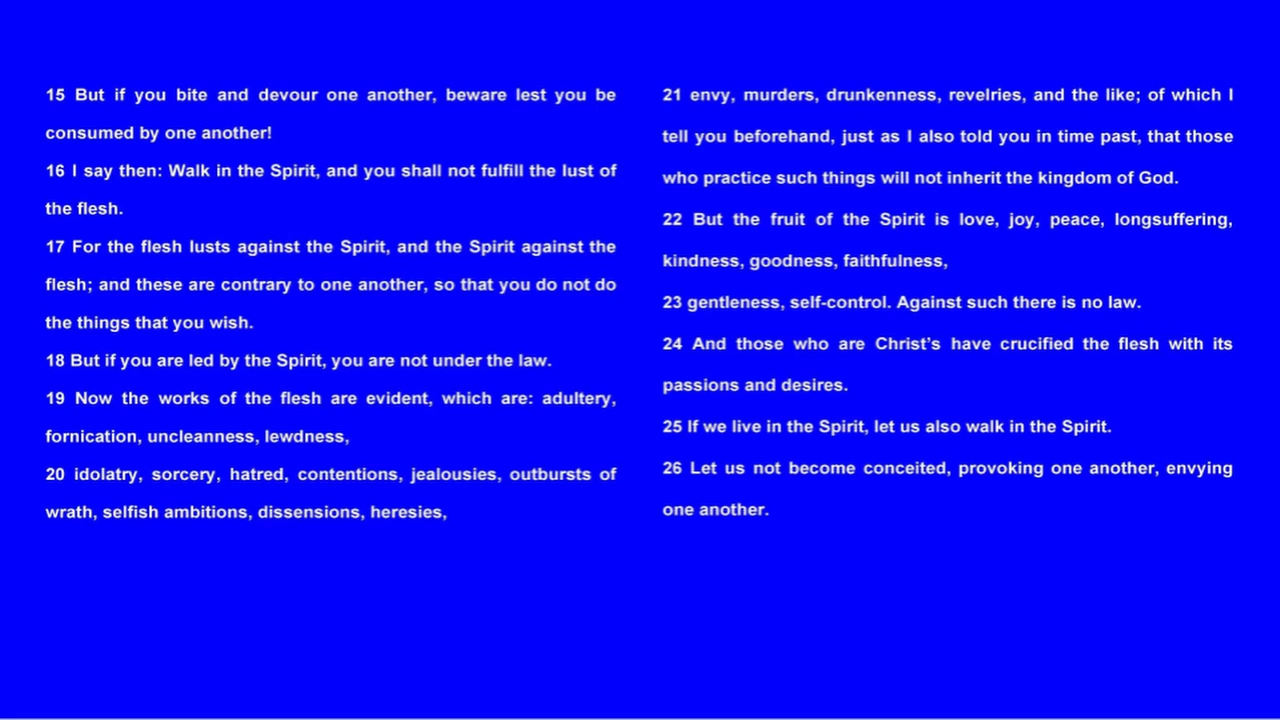 15 But if you bite and devour one another, beware lest you be
consumed by one another!
16 I say then: Walk in the Spirit, and you shall not fulfill the lust of
the flesh.
17 For the flesh lusts against the Spirit, and the Spirit against the
flesh; and these are contrary to one another, so that you do not do
the things that you wish.
18 But if you are led by the Spirit, you are not under the law.
19 Now the works of the flesh are evident, which are: adultery,
fornication, uncleanness, lewdness,
20 idolatry, sorcery, hatred, contentions, jealousies, outbursts of
wrath, selfish ambitions, dissensions, heresies,
21 envy, murders, drunkenness, revelries, and the like; of which I
tell you beforehand, just as I also told you in time past, that those
who practice such things will not inherit the kingdom of God.
22 But the fruit of the Spirit is love, joy, peace, longsuffering,
kindness, goodness, faithfulness,
23 gentleness, self-control. Against such there is no law.
24 And those who are Christ’s have crucified the flesh with its
passions and desires.
25 If we live in the Spirit, let us also walk in the Spirit.
26 Let us not become conceited, provoking one another, envying
one another.